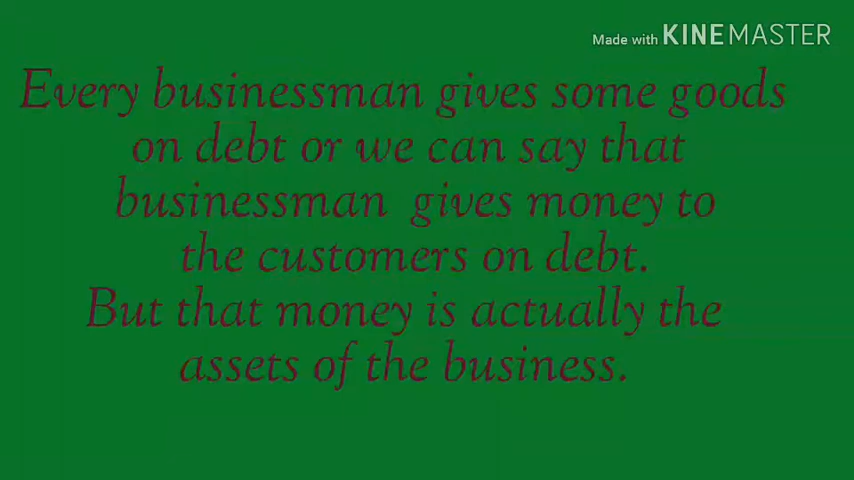 Made with KINEMASTER
Every businessman gives some goods
on debt or we can say that
businessman gives money to
the customers on debt.
But that money is actually the
assets of the business.